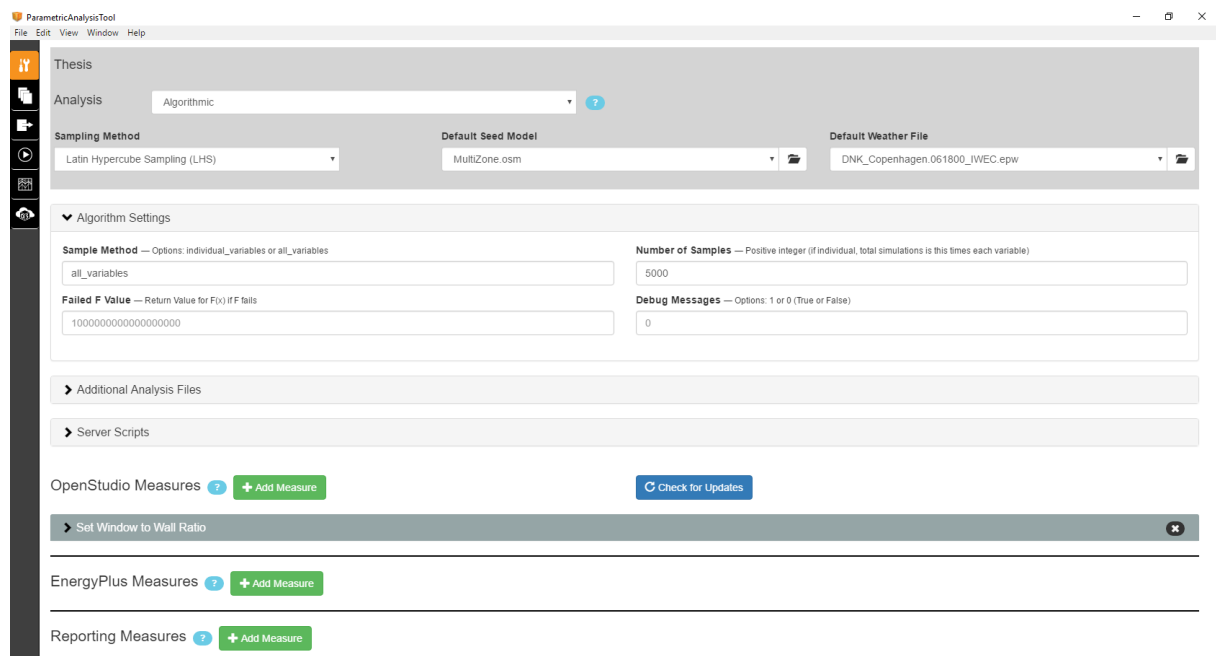 ParametricAnalysisTool
File Edit View Window Help
Thesis
Analysis Algorithmic ?
Sampling Method Default Seed Model Default Weather File
Latin Hypercube Sampling (LHS) MultiZone.osm DNK_Copenhagen.061800_IWEC.epw
Algorithm Settings
Sample Method — Options: individual_variables or all_variables Number of Samples — Positive integer (if individual, total simulations is this times each variable)
all_variables 5000
Failed F Value — Return Value for F(x) if F fails Debug Messages — Options: 1 or 0 (True or False)
1000000000000000000 0
Additional Analysis Files
Server Scripts
OpenStudio Measures ? Add Measure Check for Updates
Set Window to Wall Ratio
EnergyPlus Measures ? Add Measure
Reporting Measures ? Add Measure